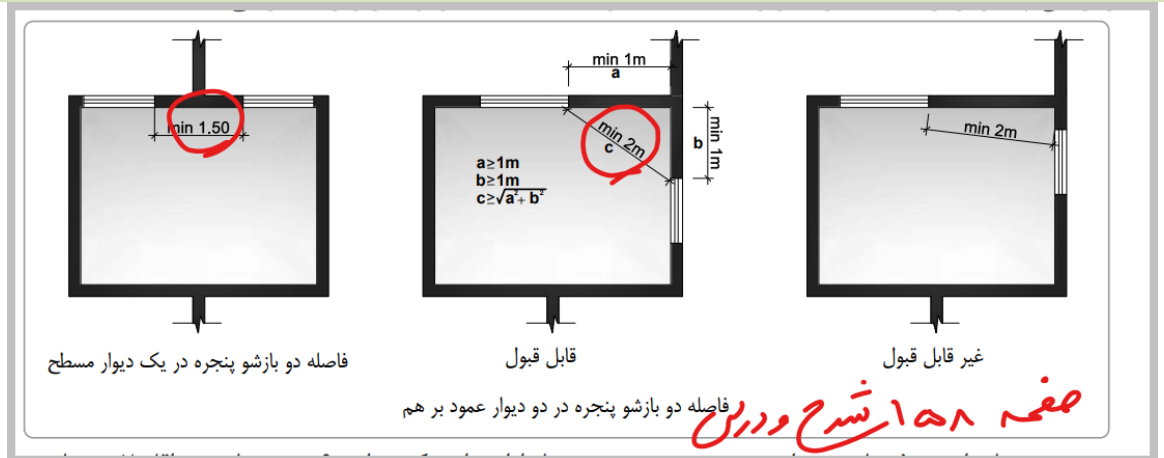 min 1.50
فاصله دو بازشو پنجره در یک دیوار مسطح
min 1m
a
min 2m
c
b
min 1m
a≥1m
b≥1m
c≥√a²+b²
قابل قبول
min 2m
غیر قابل قبول
فاصله دو بازشو پنجره در دو دیوار عمود بر هم
صفحه ۱۵۸ شرح و درس